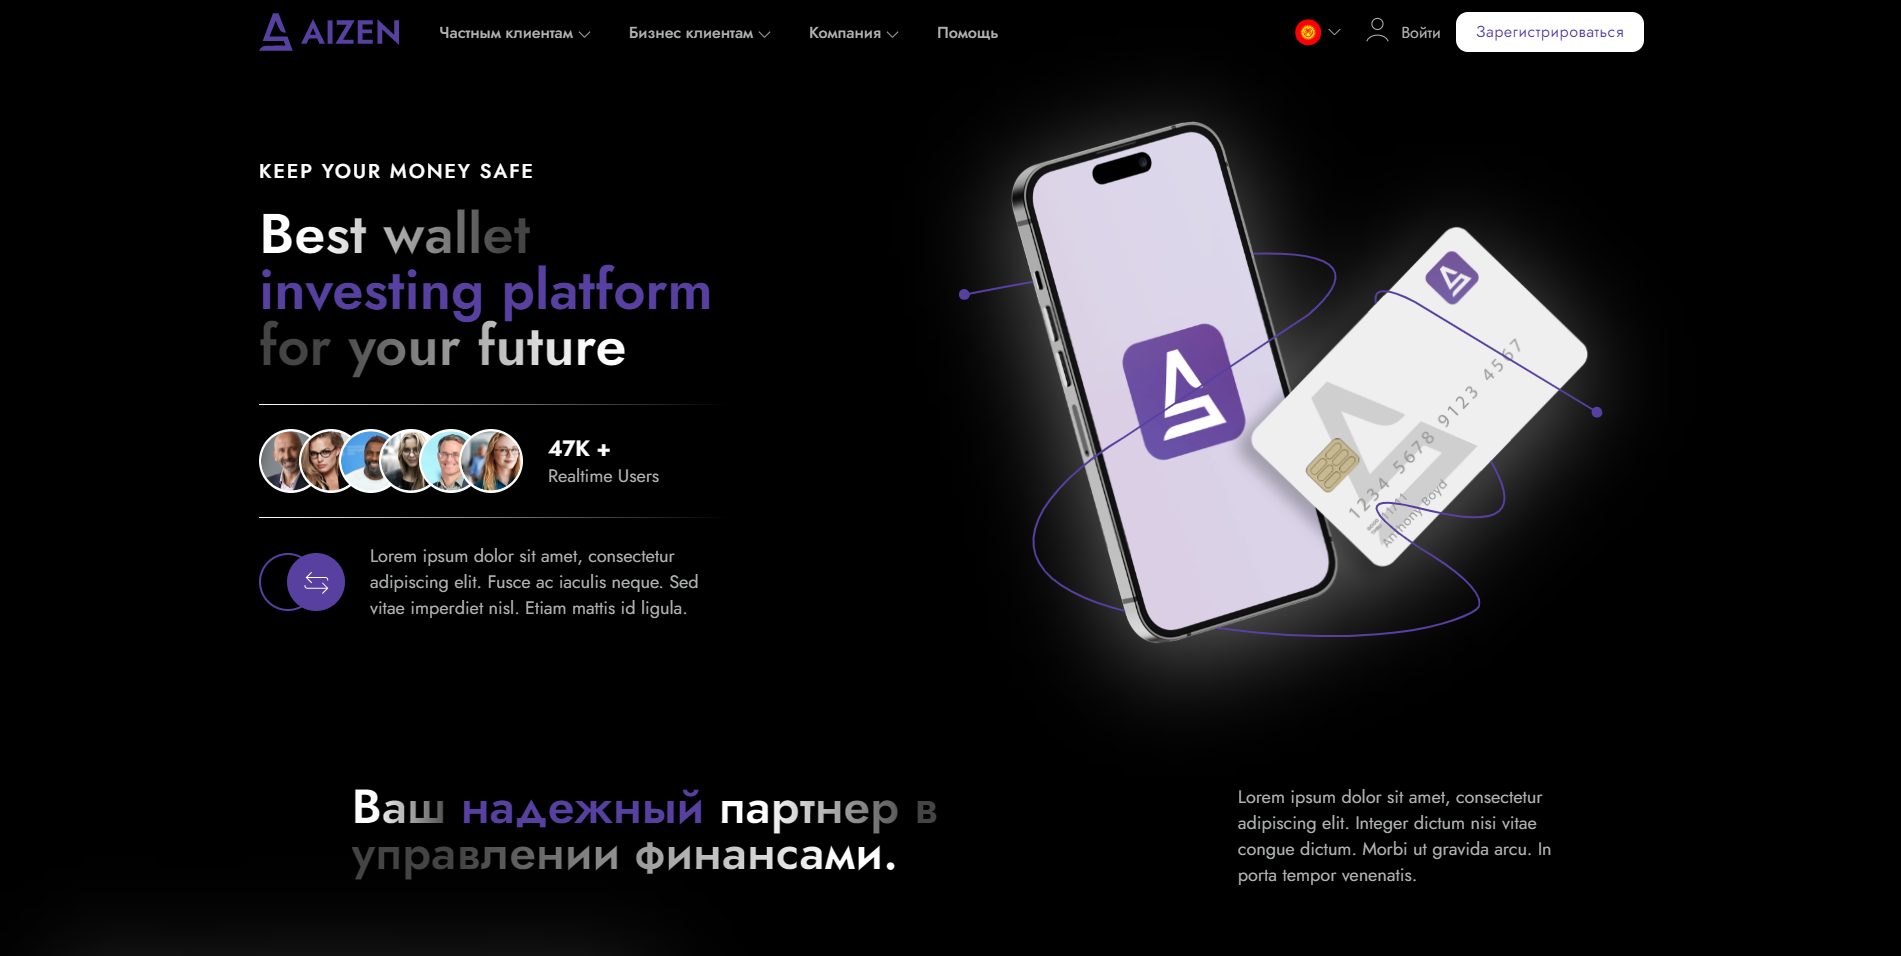 AIZEN
Частным клиентам
Бизнес клиентам
Компания
Помощь
Войти
Зарегистрироваться
KEEP YOUR MONEY SAFE
Best wallet
investing platform
for your future
47K +
Realtime Users
Lorem ipsum dolor sit amet, consectetur
adipiscing elit. Fusce ac iaculis neque. Sed
vitae imperdiet nisl. Etiam mattis id ligula.
1234 5678 9123 4567
11/11
Anthony Boyd
Ваш надежный партнер в
управлении финансами.
Lorem ipsum dolor sit amet, consectetur
adipiscing elit. Integer dictum nisi vitae
congue dictum. Morbi ut gravida arcu. In
porta tempor venenatis.